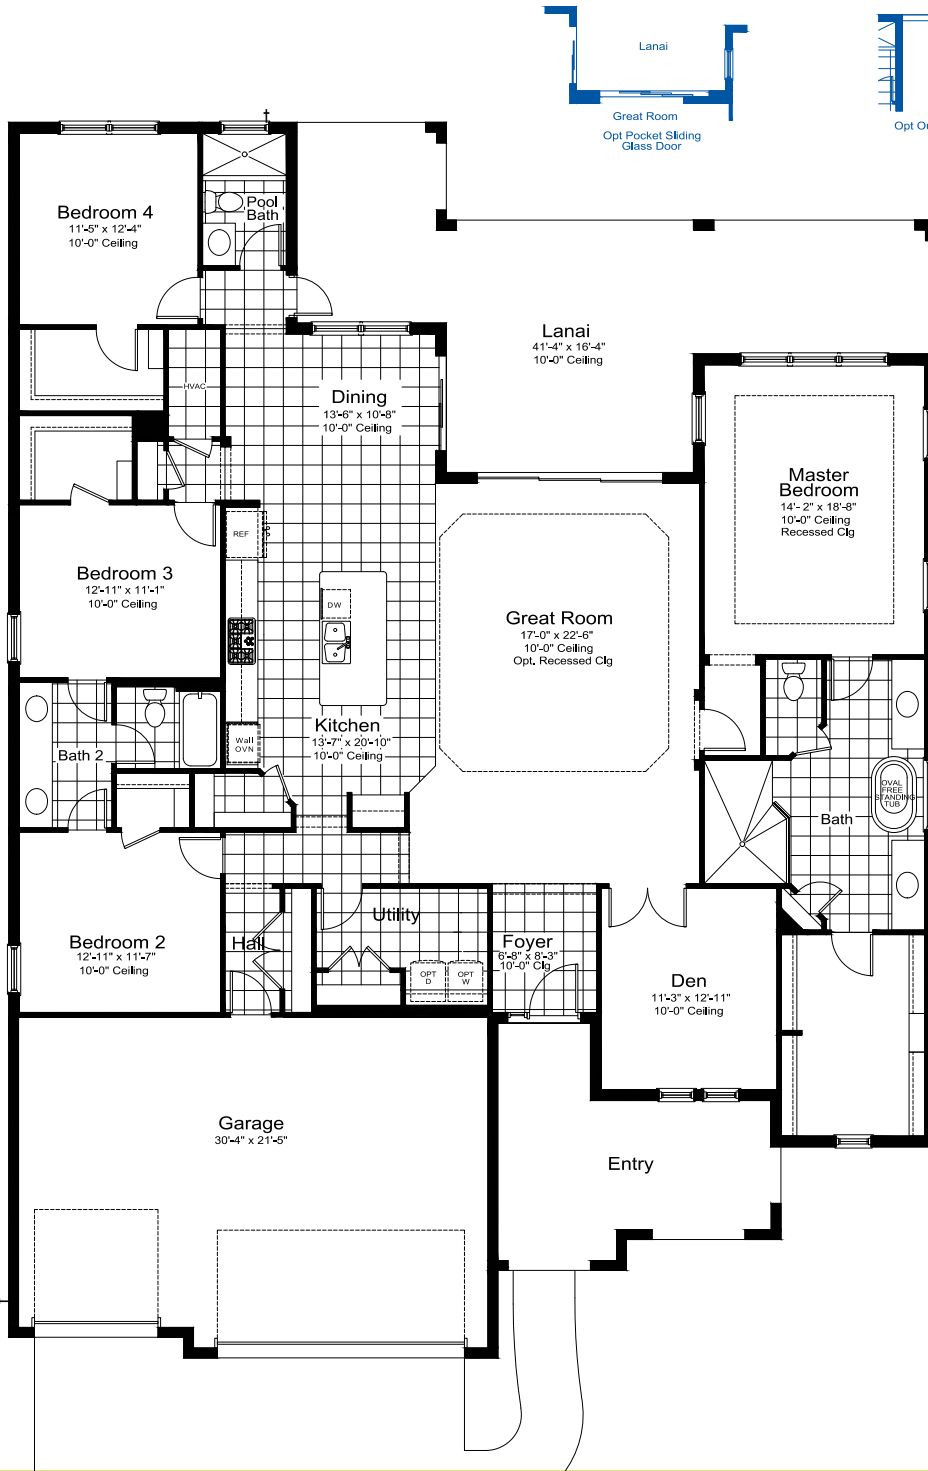 Lanai
Great Room
Opt Pocket Sliding
Glass Door
Opt
Bedroom 4
11'-5" x 12'-4"
10'-0" Ceiling
Pool
Bath
Lanai
41'-4" x 16'-4"
10'-0" Ceiling
HVAC
Dining
13'-6" x 10'-8"
10'-0" Ceiling
Master
Bedroom
14'- 2" x 18'-8"
10'-0" Ceiling
Recessed Clg
REF
Bedroom 3
12'-11" x 11'-1"
10'-0" Ceiling
DW
Great Room
17'-0" x 22'-6"
10'-0" Ceiling
Opt. Recessed Clg
Kitchen
13'-7" x 20'-10"
10'-0" Ceiling
Wall
OVN
Bath 2
OVAL
FREE
STANDING
TUB
Bath
Bedroom 2
12'-11" x 11'-7"
10'-0" Ceiling
Hall
Utility
OPT
D
OPT
W
Foyer
6'-8" x 8'-3"
10'-0" Clg
Den
11'-3" x 12'-11"
10'-0" Ceiling
Garage
30'-4" x 21'-5"
Entry